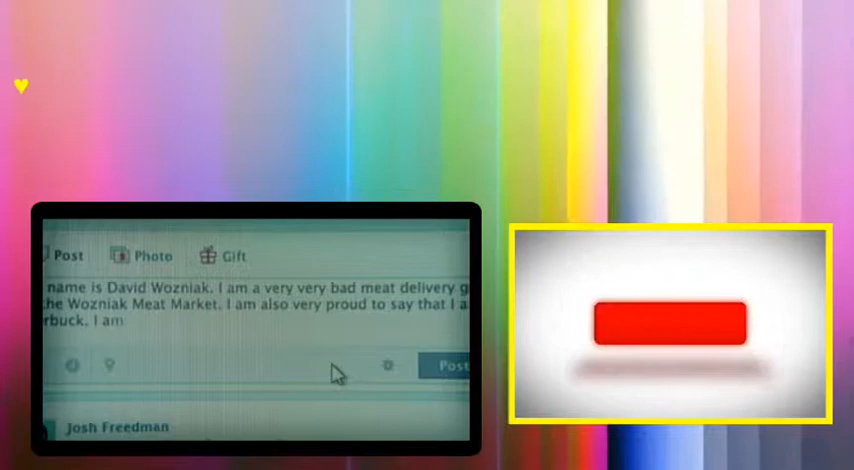 Post Photo Gift
name is David Wozniak. I am a very very bad meat delivery g
the Wozniak Meat Market. I am also very proud to say that I a
rbuck. I am
Post
Josh Freedman